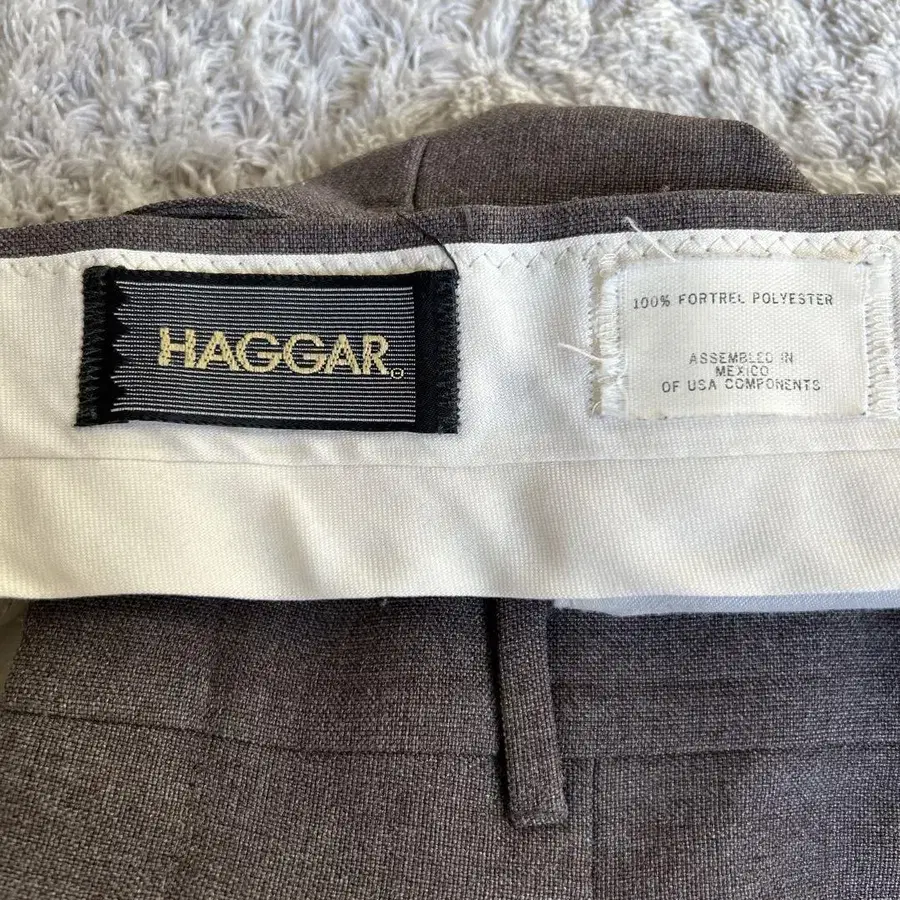 HAGGAR®
100% FORTREL POLYESTER
ASSEMBLED IN
MEXICO
OF USA COMPONENTS